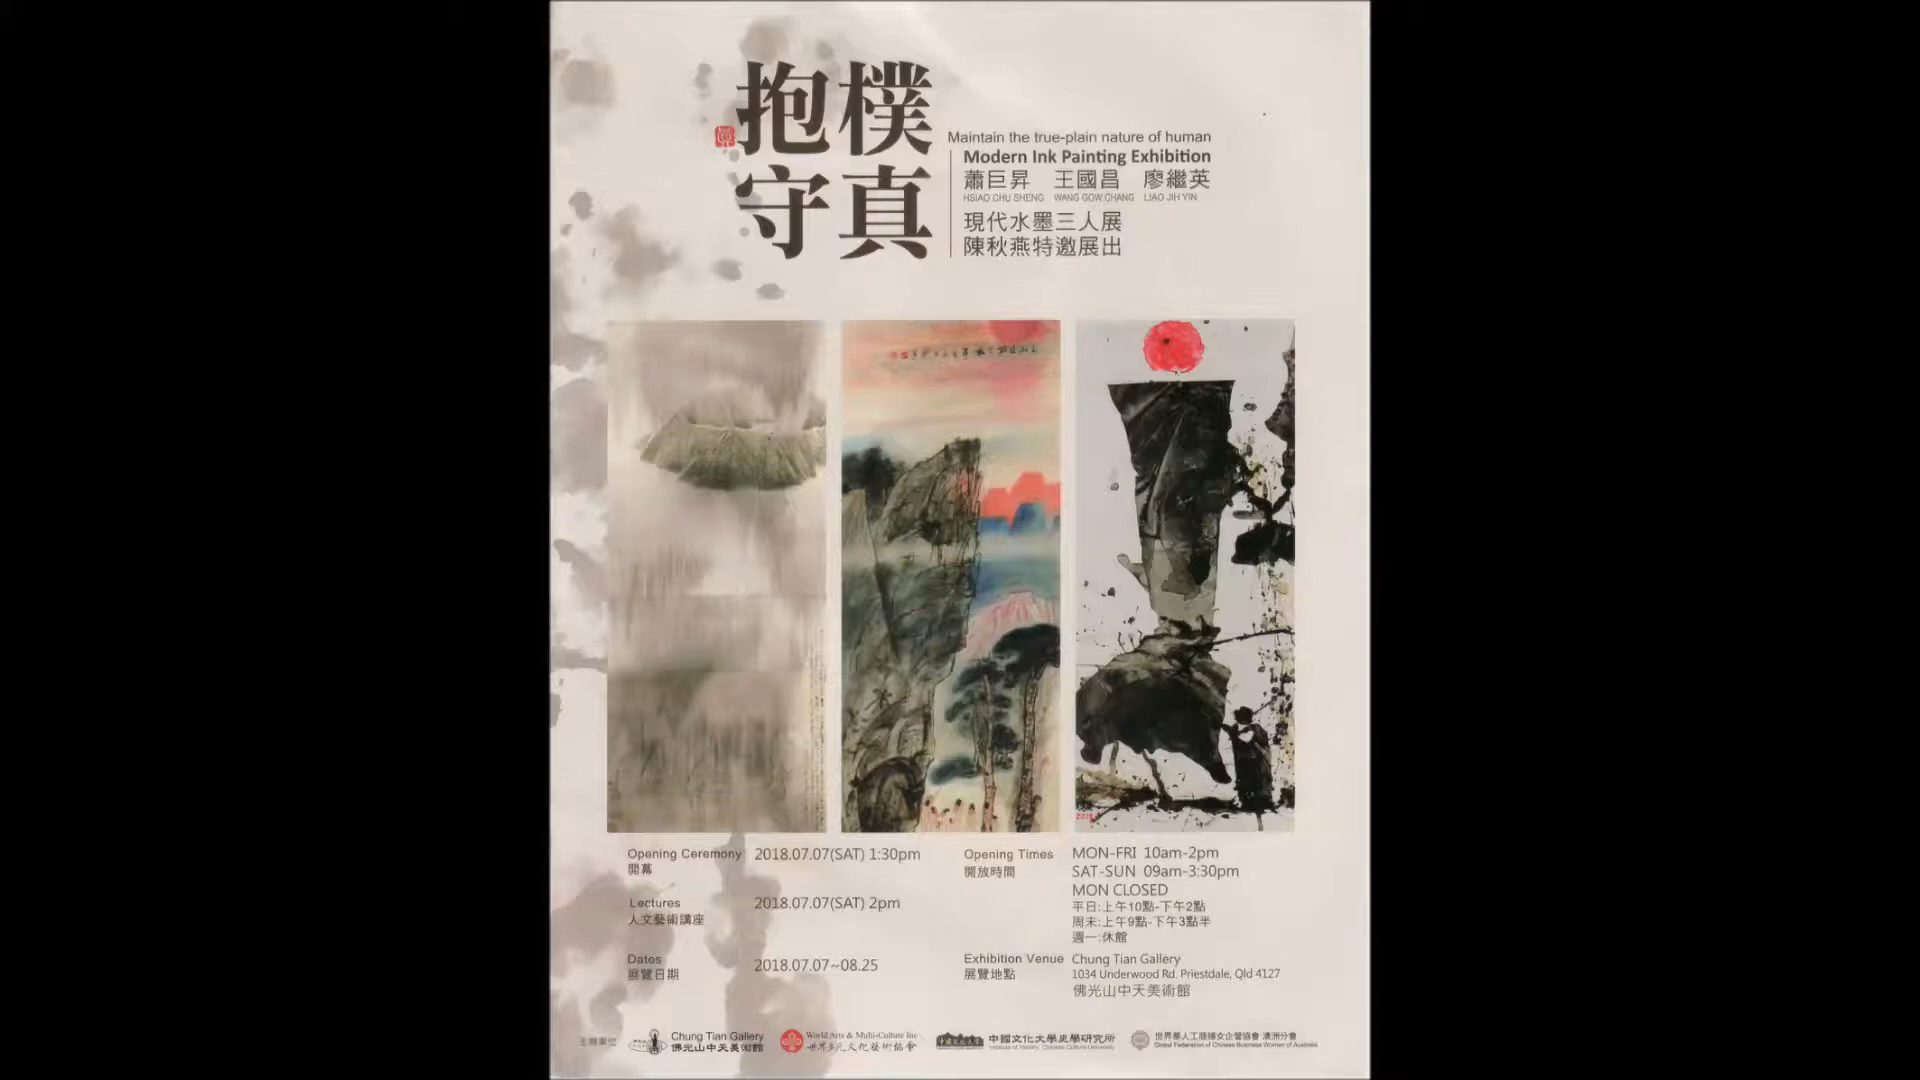 抱樸
守真
Maintain the true-plain nature of human
Modern Ink Painting Exhibition
蕭巨昇 王國昌 廖繼英
HSIAO CHU SHENG WANG GOW CHANG LIAO JIH YIN
現代水墨三人展
陳秋燕特邀展出
Opening Ceremony 2018.07.07(SAT) 1:30pm
開幕
Lectures 2018.07.07(SAT) 2pm
人文藝術講座
Dates 2018.07.07~08.25
展覽日期
Opening Times MON-FRI 10am-2pm
開放時間 SAT-SUN 09am-3:30pm
MON CLOSED
平日:上午10點-下午2點
周末:上午9點-下午3點半
週一:休館
Exhibition Venue Chung Tian Gallery
展覽地點 1034 Underwood Rd. Priestdale, Qld 4127
佛光山中天美術館
主辦單位
Chung Tian Gallery
佛光山中天美術館
World Arts & Multi-Culture Inc
世界多元文化藝術協會
中國文化大學史學研究所
Institute of History, Chinese Culture University
世界華人工商婦女企管協會 澳洲分會
Global Federation of Chinese Business Women of Australia